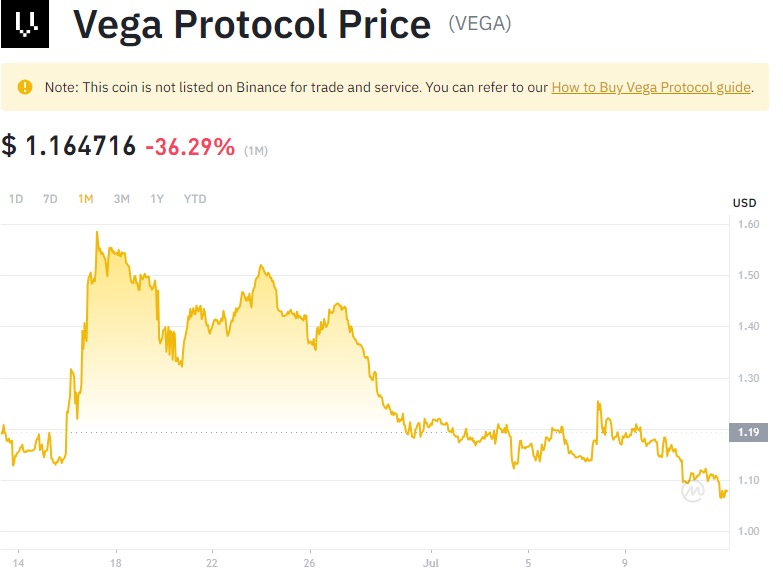 Vega Protocol Price (VEGA)
Note: This coin is not listed on Binance for trade and service. You can refer to our How to Buy Vega Protocol guide.
$ 1.164716 -36.29% (1M)
1D 7D 1M 3M 1Y YTD
USD
1.60
1.50
1.40
1.30
1.19
1.10
1.00
14 18 22 26 Jul 5 9